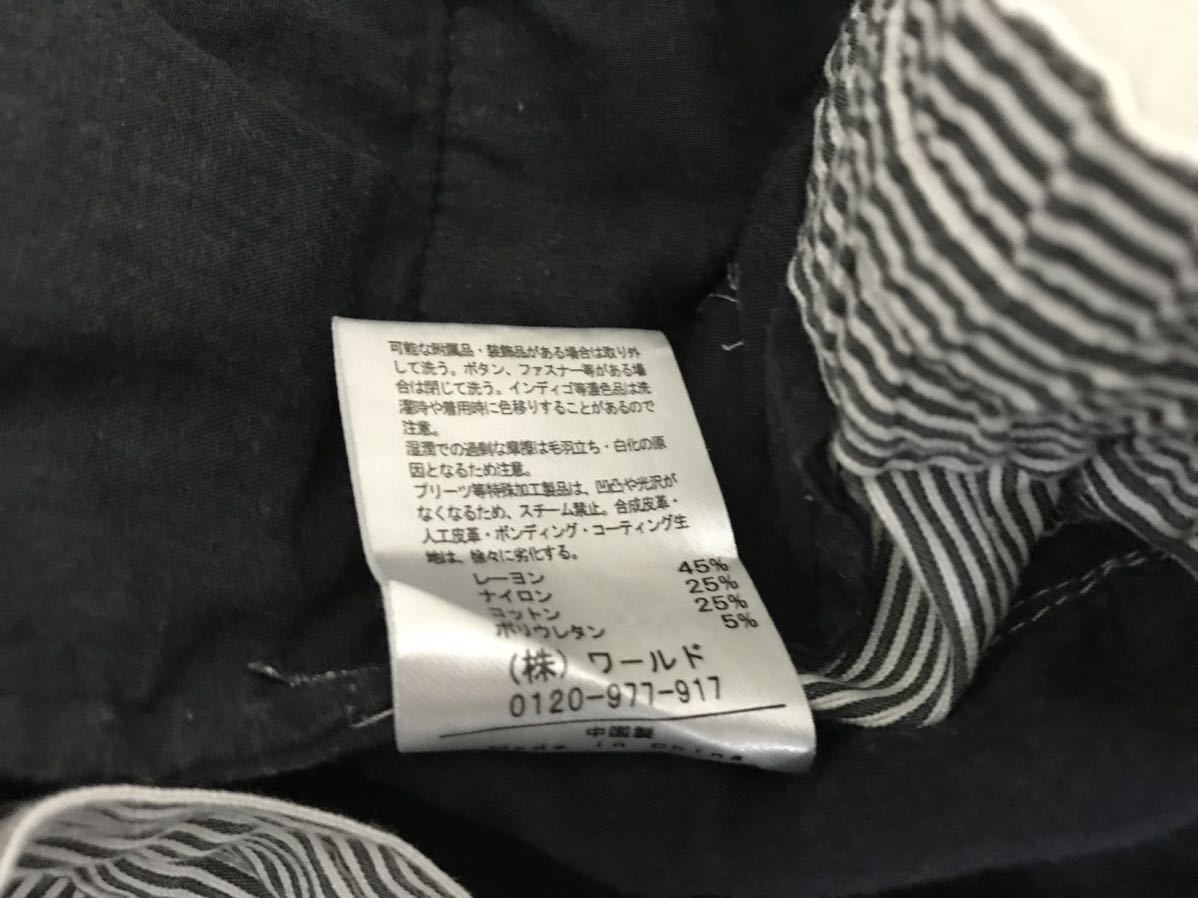 可能な附属品・装飾品がある場合は取り外
して洗う。ボタン、ファスナー等がある場
合は閉じて洗う。インディゴ等濃色品は洗
濯時や着用時に色移りすることがあるので
注意。
湿潤での過剰な摩擦は毛羽立ち・白化の原
因となるため注意。
プリーツ等特殊加工製品は、凹凸や光沢が
なくなるため、スチーム禁止。合成皮革・
人工皮革・ボンディング・コーティング生
地は、徐々に劣化する。
レーヨン 45%
ナイロン 25%
コットン 25%
ポリウレタン 5%
(株) ワールド
0120-977-917
中国製
Made in China